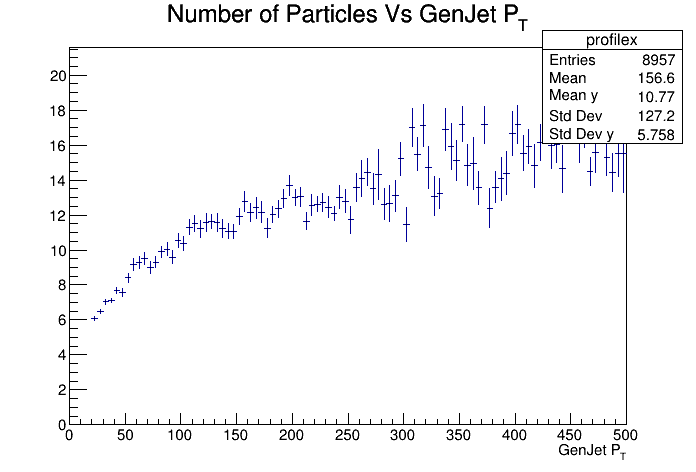 Number of Particles Vs GenJet PT
profilex
Entries 8957
Mean 156.6
Mean y 10.77
Std Dev 127.2
Std Dev y 5.758
20
18
16
14
12
10
8
6
4
2
0
0 50 100 150 200 250 300 350 400 450 500
GenJet PT